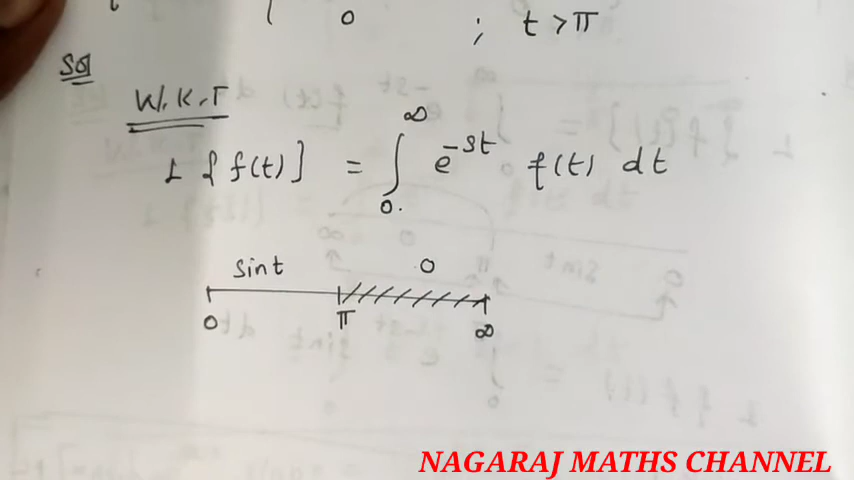 0 ; t > π
Sol
W.K.T
L { f(t) } = ∫₀^∞ e^{-st} f(t) dt
sint 0
0 π ∞
NAGARAJ MATHS CHANNEL